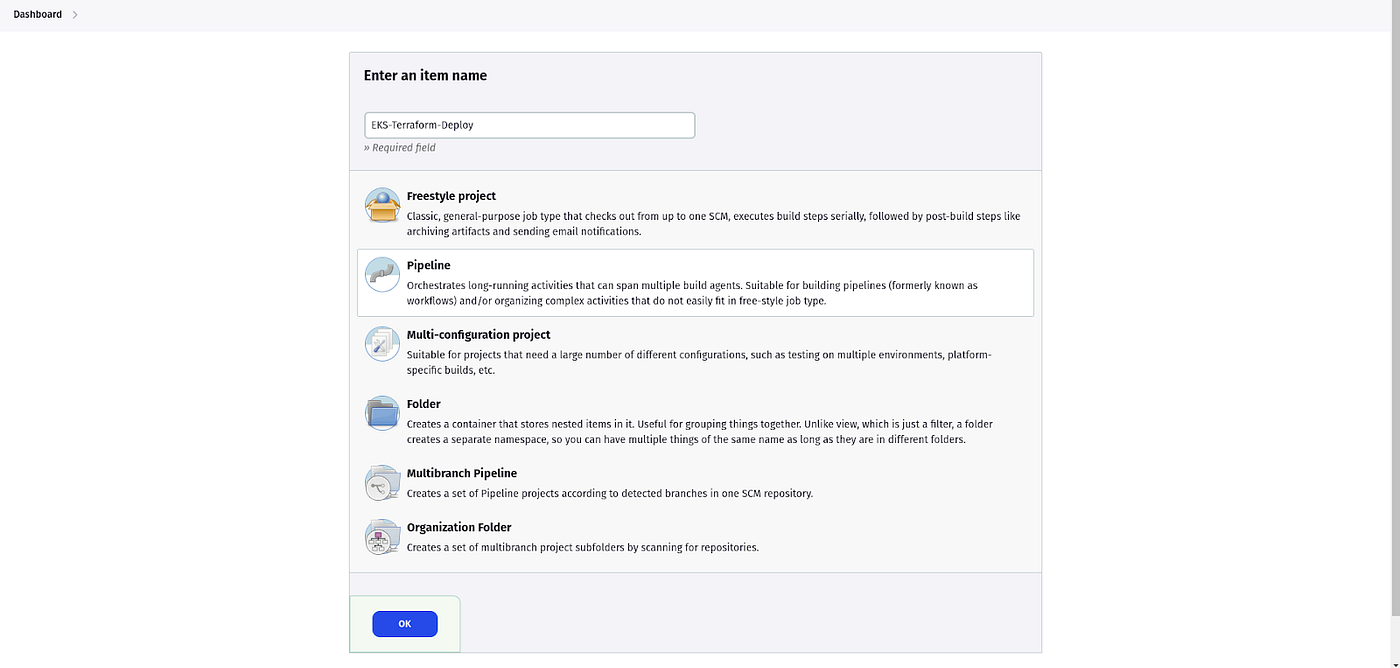 Dashboard
Enter an item name
EKS-Terraform-Deploy
» Required field
Freestyle project
Classic, general-purpose job type that checks out from up to one SCM, executes build steps serially, followed by post-build steps like
archiving artifacts and sending email notifications.
Pipeline
Orchestrates long-running activities that can span multiple build agents. Suitable for building pipelines (formerly known as
workflows) and/or organizing complex activities that do not easily fit in free-style job type.
Multi-configuration project
Suitable for projects that need a large number of different configurations, such as testing on multiple environments, platform-
specific builds, etc.
Folder
Creates a container that stores nested items in it. Useful for grouping things together. Unlike view, which is just a filter, a folder
creates a separate namespace, so you can have multiple things of the same name as long as they are in different folders.
Multibranch Pipeline
Creates a set of Pipeline projects according to detected branches in one SCM repository.
Organization Folder
Creates a set of multibranch project subfolders by scanning for repositories.
OK